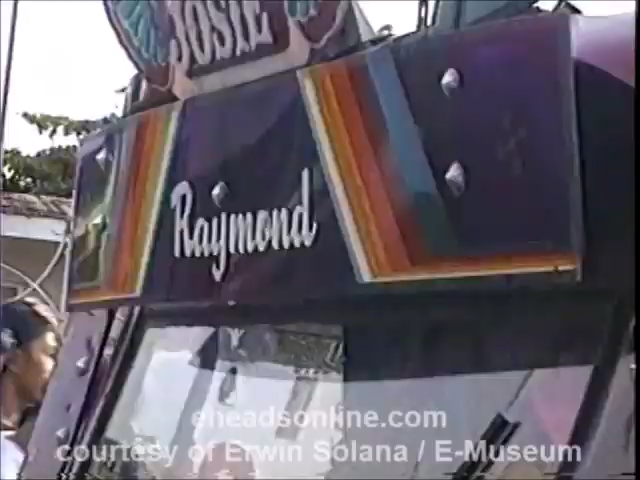 JOSIE
Raymond
eheadsonline.com
courtesy of Erwin Solana / E-Museum